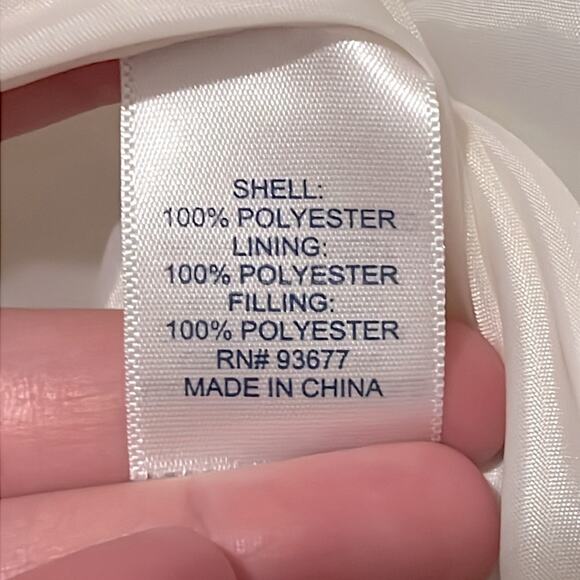 SHELL:
100% POLYESTER
LINING:
100% POLYESTER
FILLING:
100% POLYESTER
RN# 93677
MADE IN CHINA